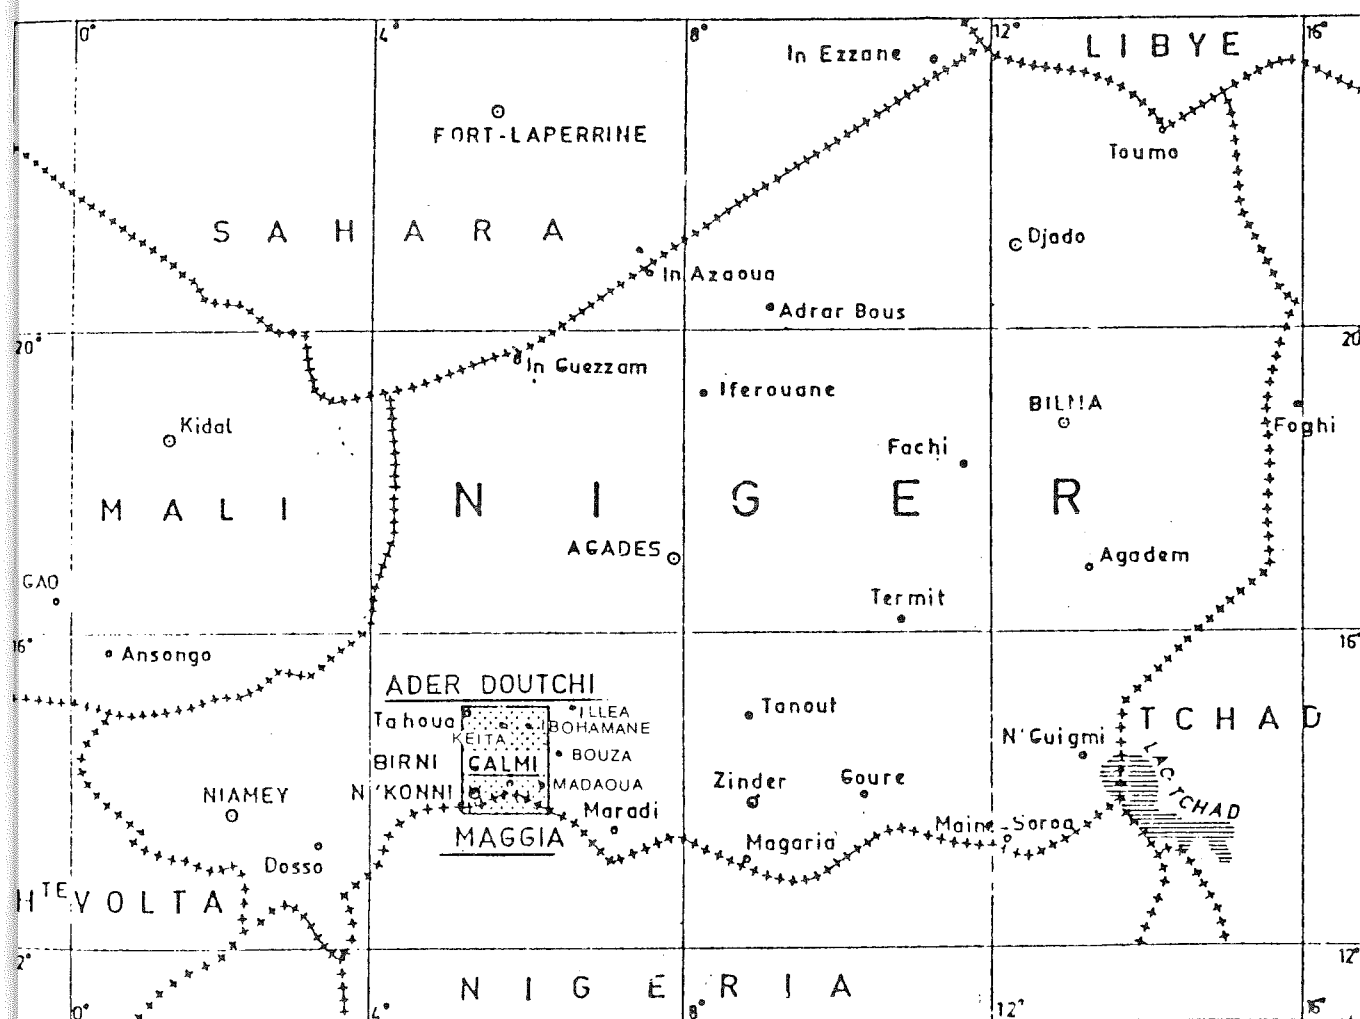 0° 4° 8° 12° 16°
LIBYE
In Ezzane
FORT-LAPERRINE
Toumo
SAHARA
Djado
In Azaoua
Adrar Bous
20° 20
In Guezzam
Iferouane
BILMA
Kidal
Foghi
Fachi
MALI
NIGER
AGADES
Agadem
GAO
Termit
16° 16°
Ansongo
ADER DOUTCHI
Tahoua
ILLEA
BOHAMANE
KEITA
Tanout
TCHAD
N'Guigmi
BOUZA
BIRNI
GALMI
N'KONNI
MADAOUA
Zinder
Goure
LAC TCHAD
NIAMEY
Maradi
Maine-Soroa
MAGGIA
Magaria
Dosso
HTE VOLTA
2° 12°
NIGERIA
0° 4° 8° 12° 16°